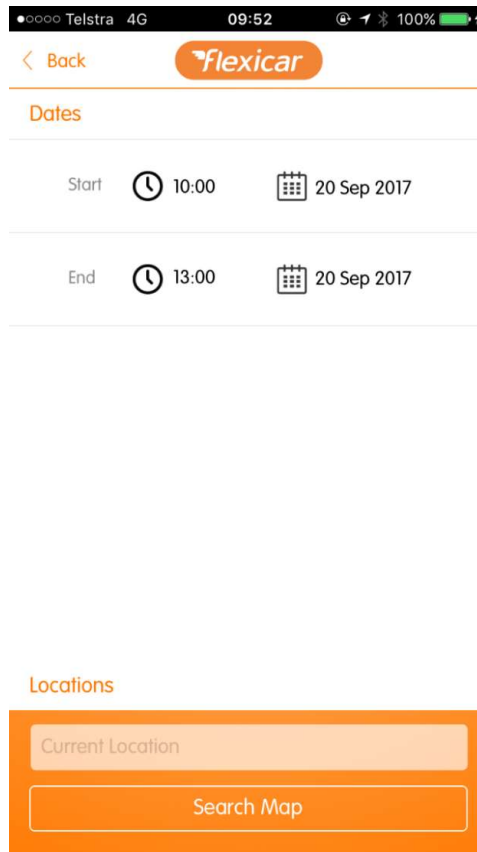 Telstra 4G 09:52 100%
Back flexicar
Dates
Start 10:00 20 Sep 2017
End 13:00 20 Sep 2017
Locations
Current Location
Search Map